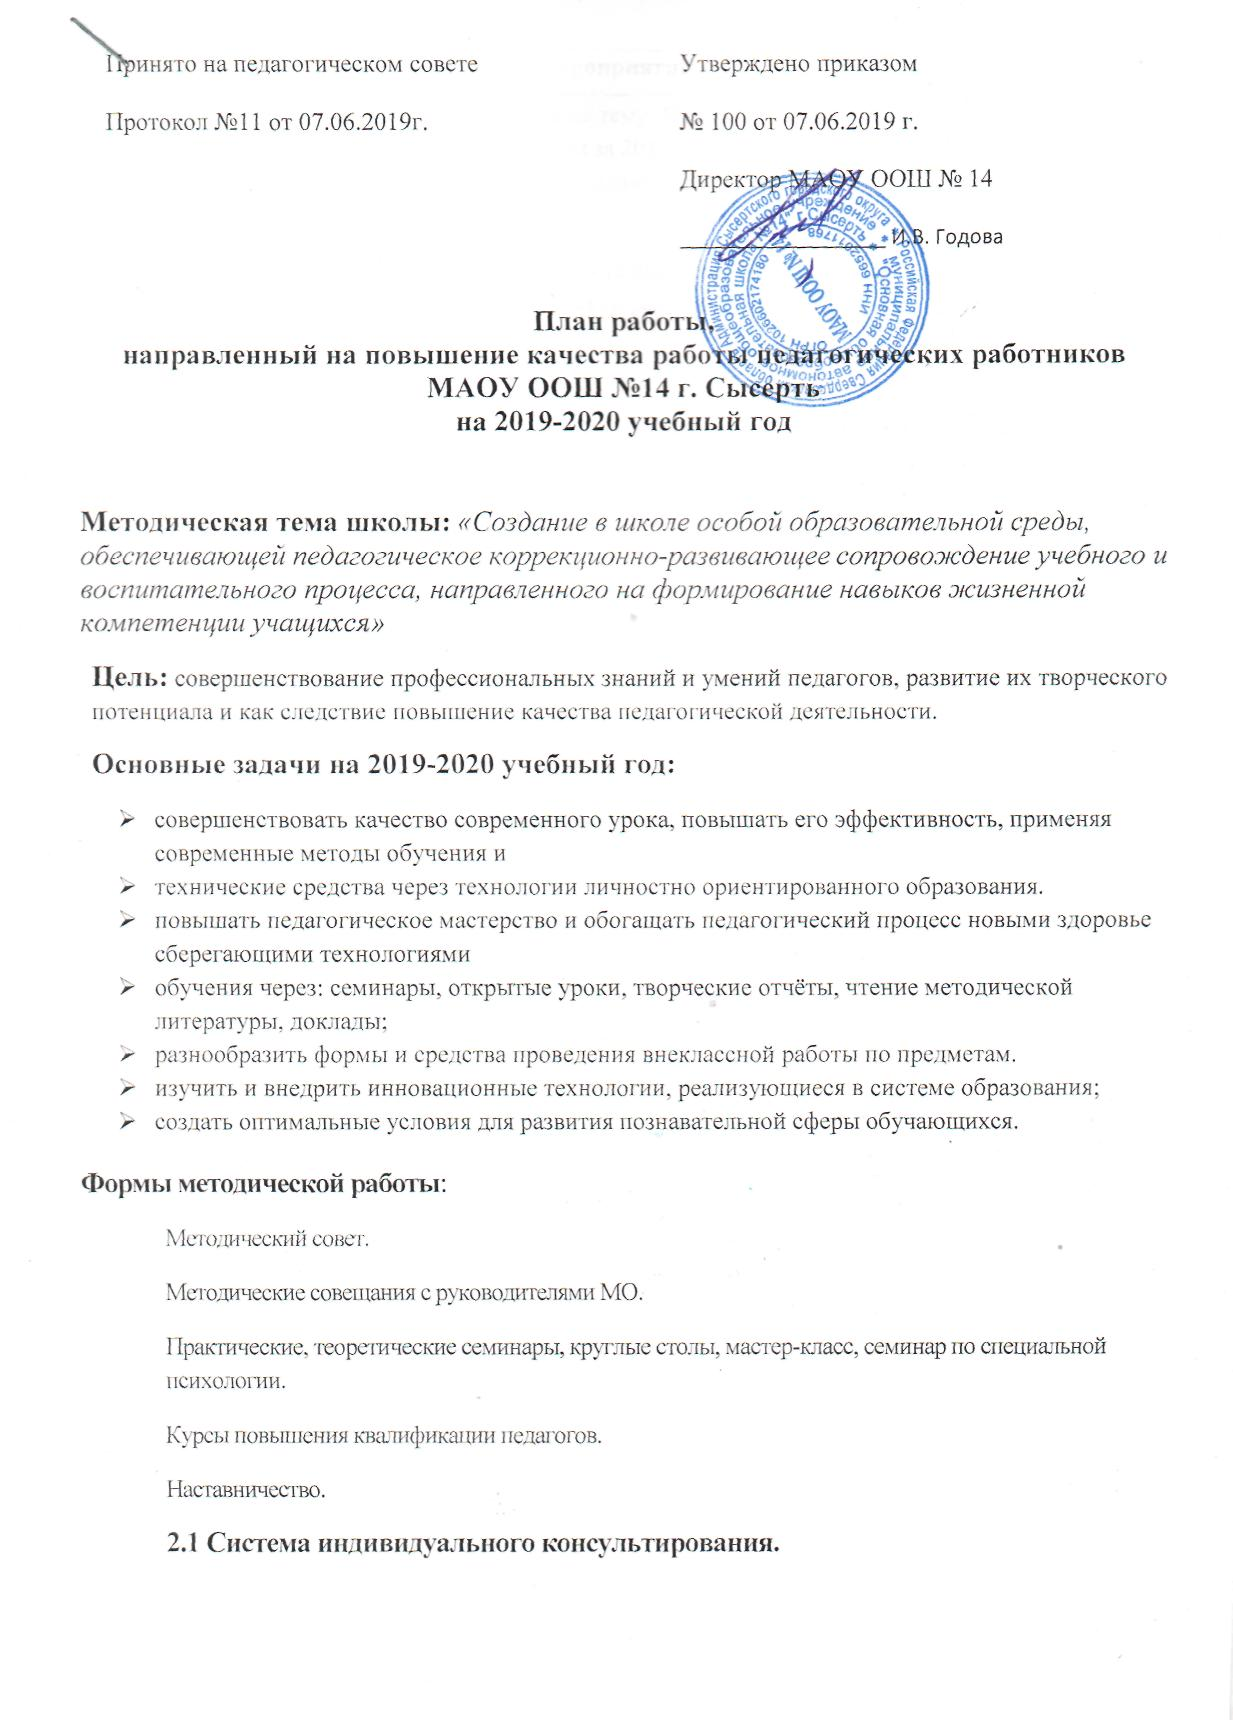 Принято на педагогическом совете
Утверждено приказом
Протокол №11 от 07.06.2019г.
№ 100 от 07.06.2019 г.
Директор МАОУ ООШ № 14
И.В. Годова
МАОУ ООШ № 14
План работы,
направленный на повышение качества работы педагогических работников
МАОУ ООШ №14 г. Сысерть
на 2019-2020 учебный год
Методическая тема школы: «Создание в школе особой образовательной среды,
обеспечивающей педагогическое коррекционно-развивающее сопровождение учебного и
воспитательного процесса, направленного на формирование навыков жизненной
компетенции учащихся»
Цель: совершенствование профессиональных знаний и умений педагогов, развитие их творческого
потенциала и как следствие повышение качества педагогической деятельности.
Основные задачи на 2019-2020 учебный год:
➢ совершенствовать качество современного урока, повышать его эффективность, применяя
современные методы обучения и
➢ технические средства через технологии личностно ориентированного образования.
➢ повышать педагогическое мастерство и обогащать педагогический процесс новыми здоровье
сберегающими технологиями
➢ обучения через: семинары, открытые уроки, творческие отчёты, чтение методической
литературы, доклады;
➢ разнообразить формы и средства проведения внеклассной работы по предметам.
➢ изучить и внедрить инновационные технологии, реализующиеся в системе образования;
➢ создать оптимальные условия для развития познавательной сферы обучающихся.
Формы методической работы:
Методический совет.
Методические совещания с руководителями МО.
Практические, теоретические семинары, круглые столы, мастер-класс, семинар по специальной
психологии.
Курсы повышения квалификации педагогов.
Наставничество.
2.1 Система индивидуального консультирования.